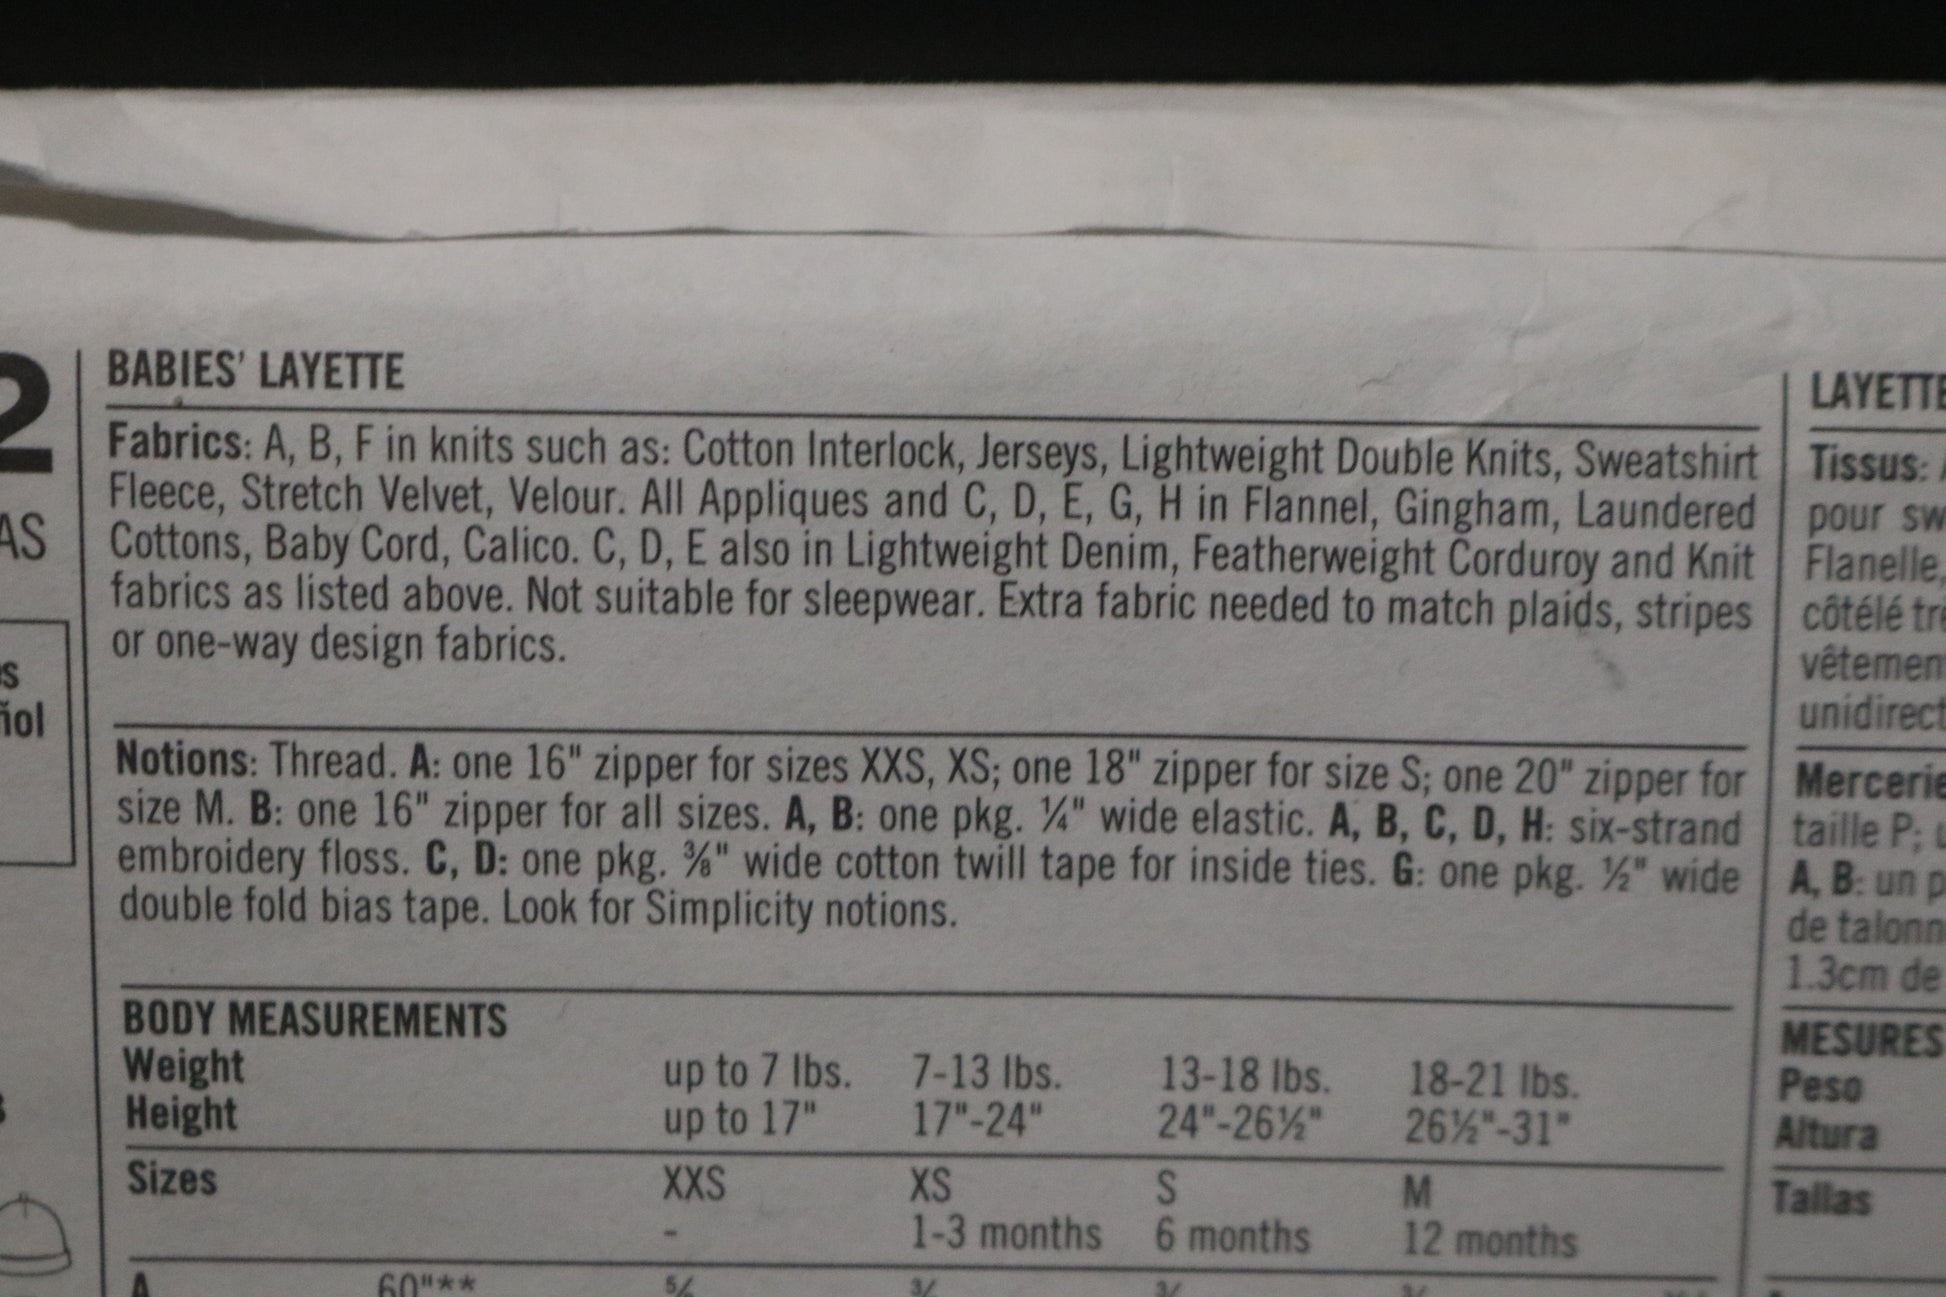 2
AS
ñol
BABIES' LAYETTE
Fabrics: A, B, F in knits such as: Cotton Interlock, Jerseys, Lightweight Double Knits, Sweatshirt
Fleece, Stretch Velvet, Velour. All Appliques and C, D, E, G, H in Flannel, Gingham, Laundered
Cottons, Baby Cord, Calico. C, D, E also in Lightweight Denim, Featherweight Corduroy and Knit
fabrics as listed above. Not suitable for sleepwear. Extra fabric needed to match plaids, stripes
or one-way design fabrics.
Notions: Thread. A: one 16" zipper for sizes XXS, XS; one 18" zipper for size S; one 20" zipper for
size M. B: one 16" zipper for all sizes. A, B: one pkg. ¼" wide elastic. A, B, C, D, H: six-strand
embroidery floss. C, D: one pkg. ⅜" wide cotton twill tape for inside ties. G: one pkg. ½" wide
double fold bias tape. Look for Simplicity notions.
BODY MEASUREMENTS
Weight up to 7 lbs. 7-13 lbs. 13-18 lbs. 18-21 lbs.
Height up to 17" 17"-24" 24"-26½" 26½"-31"
Sizes XXS XS S M
- 1-3 months 6 months 12 months
A 60"**
LAYETTE
Tissus:
pour sw
Flanelle,
côtélé trè
vêtemen
unidirect
Mercerie
taille P; u
A, B: un p
de talonn
1.3cm de
MESURES
Peso
Altura
Tallas